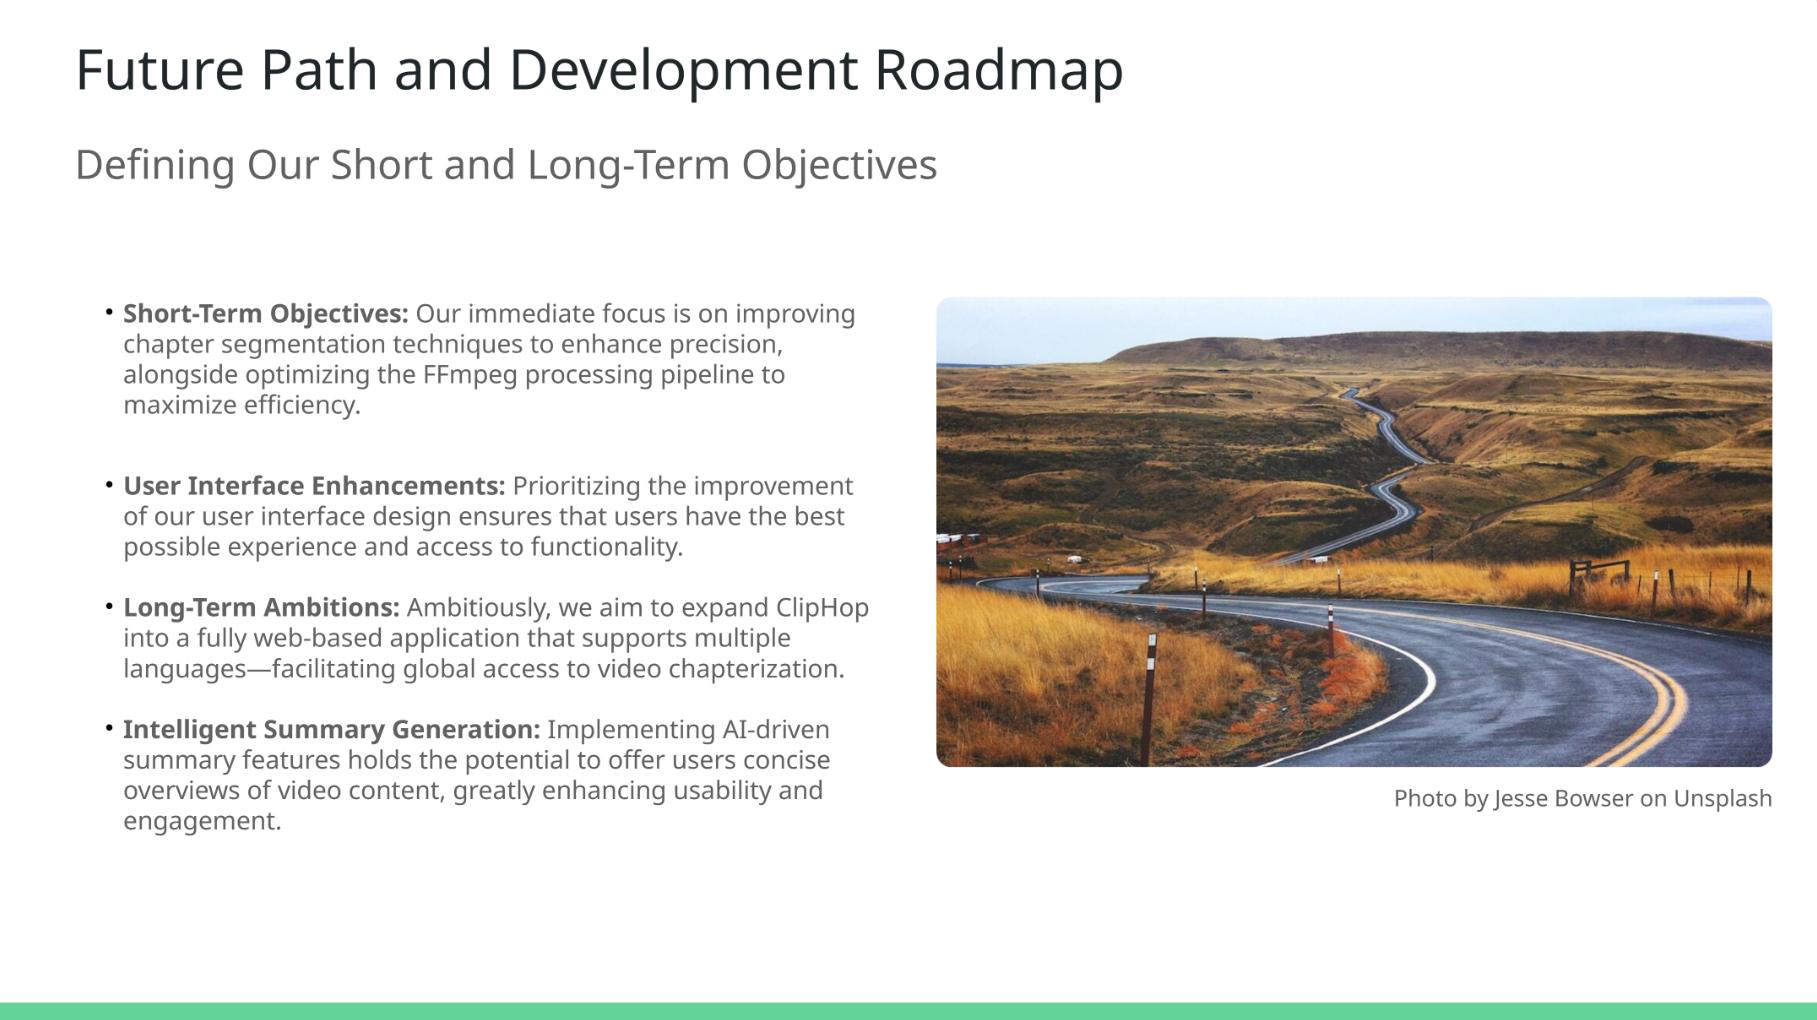 Future Path and Development Roadmap
Defining Our Short and Long-Term Objectives
• Short-Term Objectives: Our immediate focus is on improving
chapter segmentation techniques to enhance precision,
alongside optimizing the FFmpeg processing pipeline to
maximize efficiency.
• User Interface Enhancements: Prioritizing the improvement
of our user interface design ensures that users have the best
possible experience and access to functionality.
• Long-Term Ambitions: Ambitiously, we aim to expand ClipHop
into a fully web-based application that supports multiple
languages—facilitating global access to video chapterization.
• Intelligent Summary Generation: Implementing AI-driven
summary features holds the potential to offer users concise
overviews of video content, greatly enhancing usability and
engagement.
Photo by Jesse Bowser on Unsplash